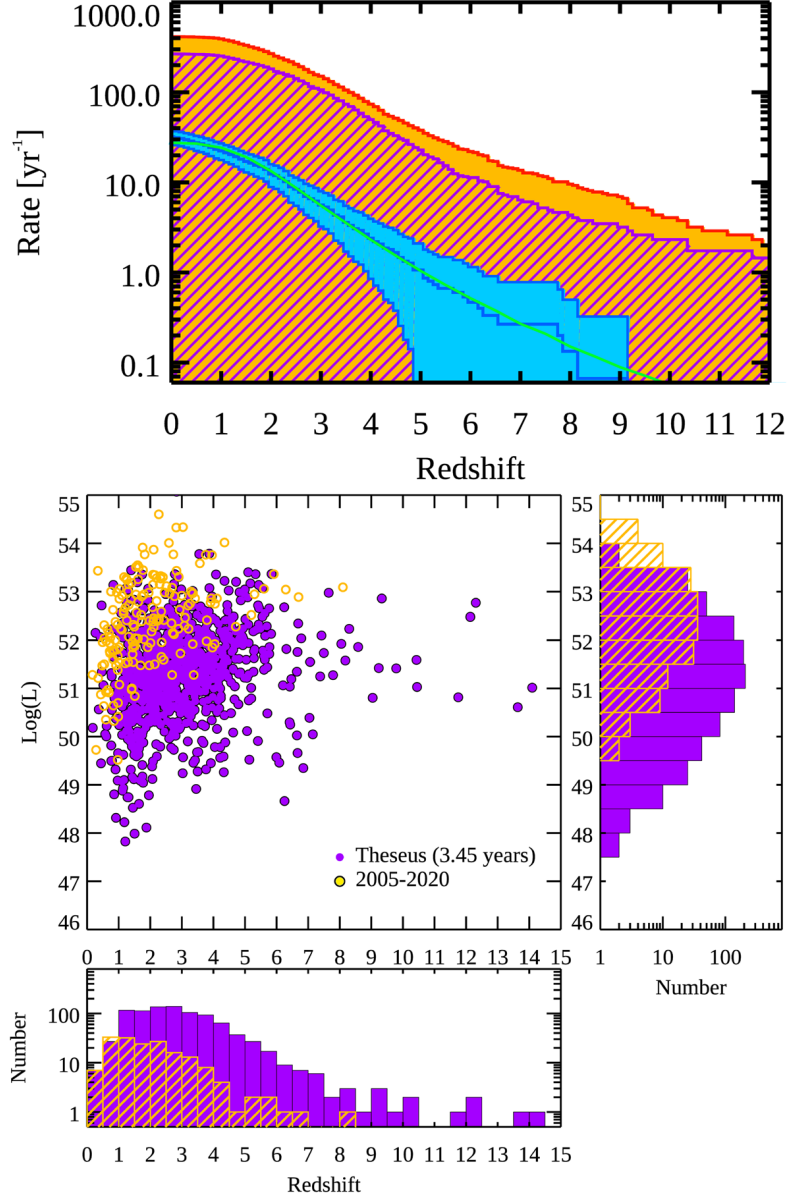 1000.0
100.0
10.0
1.0
0.1
Rate [yr⁻¹]
0 1 2 3 4 5 6 7 8 9 10 11 12
Redshift
55
54
53
52
51
50
49
48
47
46
Log(L)
Theseus (3.45 years)
2005-2020
0 1 2 3 4 5 6 7 8 9 10 11 12 13 14 15
55
54
53
52
51
50
49
48
47
46
1 10 100
Number
100
10
1
Number
0 1 2 3 4 5 6 7 8 9 10 11 12 13 14 15
Redshift